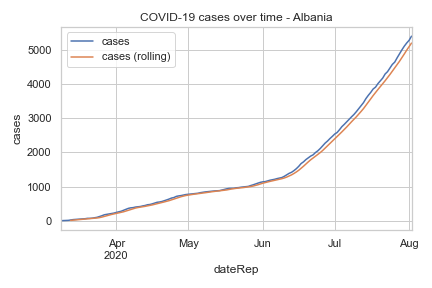 COVID-19 cases over time - Albania
cases
cases (rolling)
5000
4000
3000
2000
1000
0
cases
Apr
2020
May
Jun
Jul
Aug
dateRep